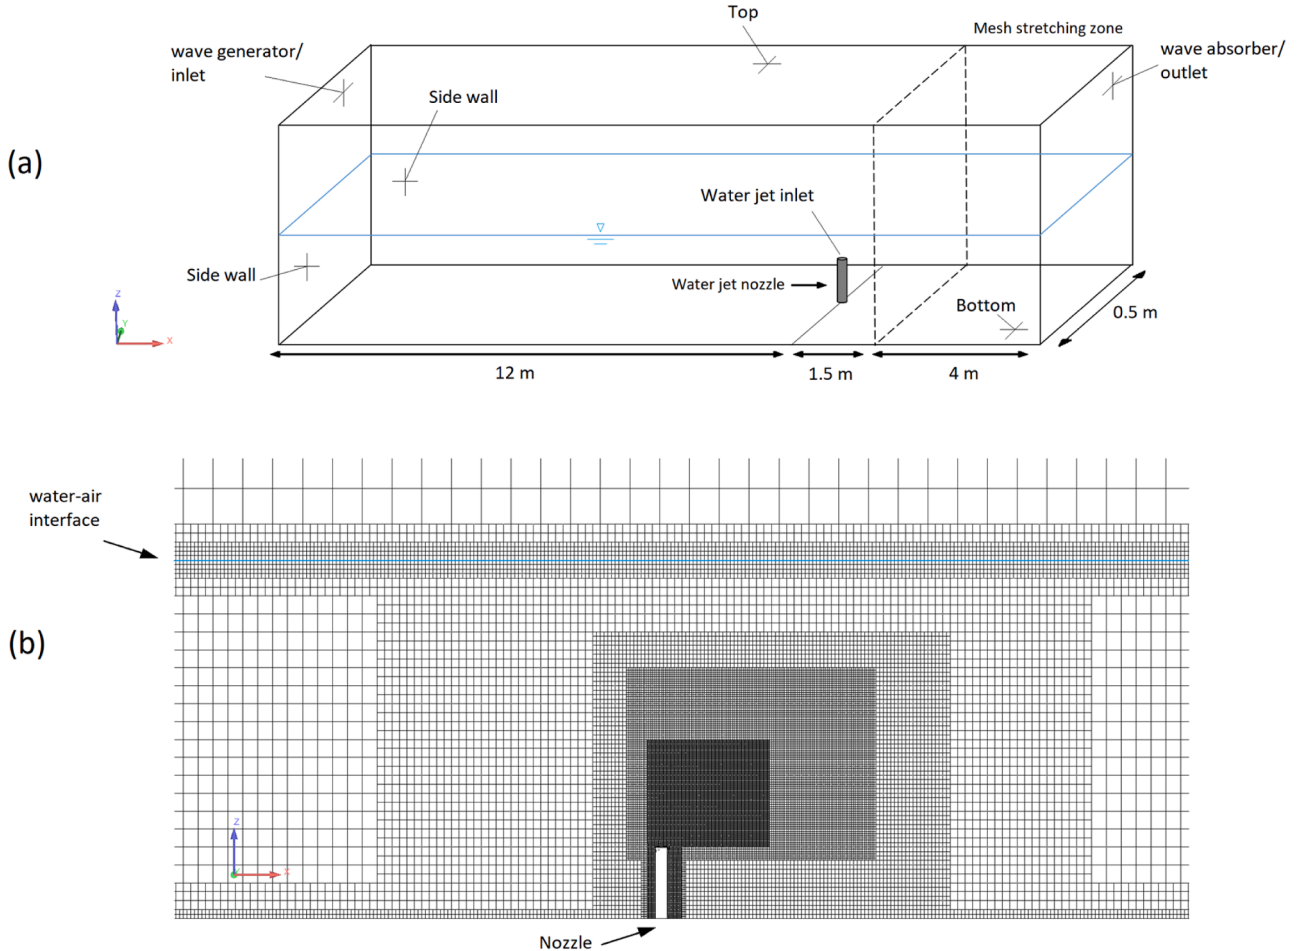 Top
Mesh stretching zone
wave generator/
inlet
wave absorber/
outlet
Side wall
(a)
Water jet inlet
Side wall
Water jet nozzle
Bottom
Z
Y
X
0.5 m
12 m
1.5 m
4 m
water-air
interface
(b)
Z
X
Nozzle